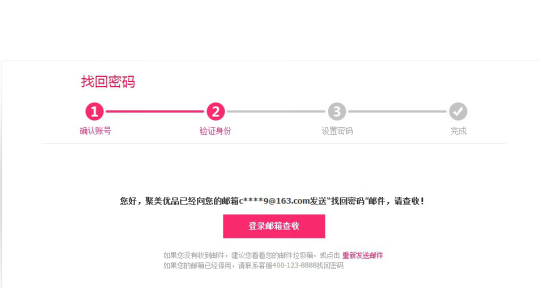 找回密码
1 2 3
确认账号 验证身份 设置密码 完成
您好，聚美优品已经向您的邮箱c****9@163.com发送"找回密码"邮件，请查收！
登录邮箱查收
如果您没有收到邮件，建议您看看您的邮件垃圾箱，或点击 重新发送邮件
如果您的邮箱已经停用，请联系客服400-123-8888找回密码